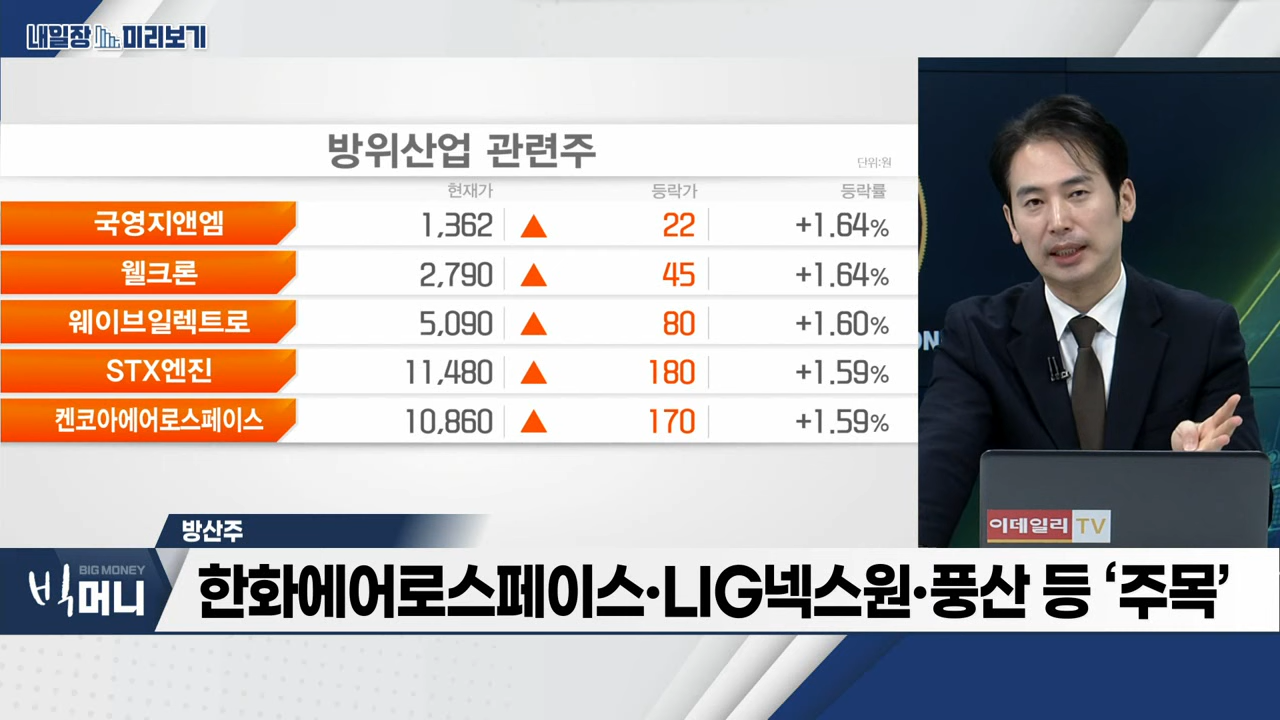 내일장 미리보기
방위산업 관련주
단위:원
현재가 등락가 등락률
국영지앤엠 1,362 ▲ 22 +1.64%
웰크론 2,790 ▲ 45 +1.64%
웨이브일렉트로 5,090 ▲ 80 +1.60%
STX엔진 11,480 ▲ 180 +1.59%
켄코아에어로스페이스 10,860 ▲ 170 +1.59%
이데일리TV
방산주
BIG MONEY
빅머니
한화에어로스페이스·LIG넥스원·풍산 등 ‘주목’